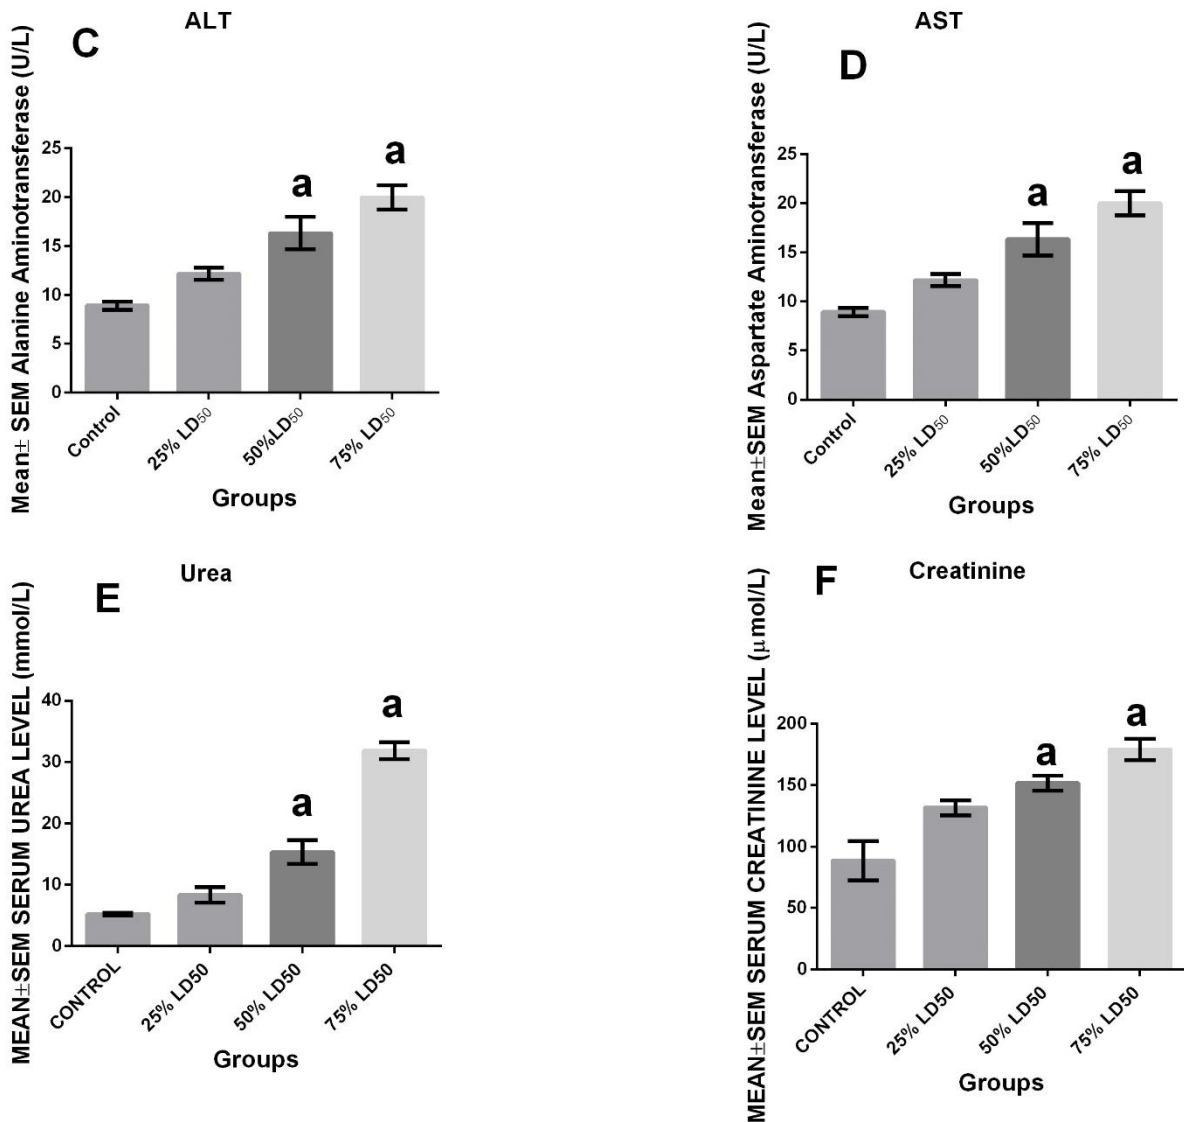 ALT
C
Mean± SEM Alanine Aminotransferase (U/L)
25
20
15
10
5
0
a
a
Control
25% LD50
50%LD50
75% LD50
Groups
AST
D
Mean±SEM Aspartate Aminotransferase (U/L)
25
20
15
10
5
0
a
a
Control
25% LD50
50%LD50
75% LD50
Groups
Urea
E
MEAN±SEM SERUM UREA LEVEL (mmol/L)
40
30
20
10
0
a
a
CONTROL
25% LD50
50% LD50
75% LD50
Groups
Creatinine
F
MEAN±SEM SERUM CREATININE LEVEL (μmol/L)
200
150
100
50
0
a
a
CONTROL
25% LD50
50% LD50
75% LD50
Groups